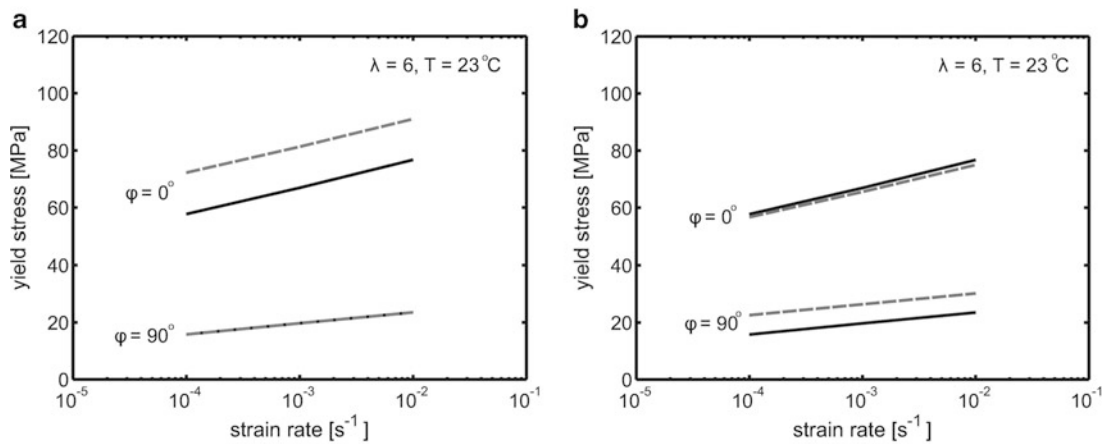 a
120
100
80
60
40
20
0
yield stress [MPa]
λ = 6, T = 23°C
φ = 0°
φ = 90°
10⁻⁵
10⁻⁴
10⁻³
10⁻²
10⁻¹
strain rate [s⁻¹]
b
120
100
80
60
40
20
0
yield stress [MPa]
λ = 6, T = 23°C
φ = 0°
φ = 90°
10⁻⁵
10⁻⁴
10⁻³
10⁻²
10⁻¹
strain rate [s⁻¹]